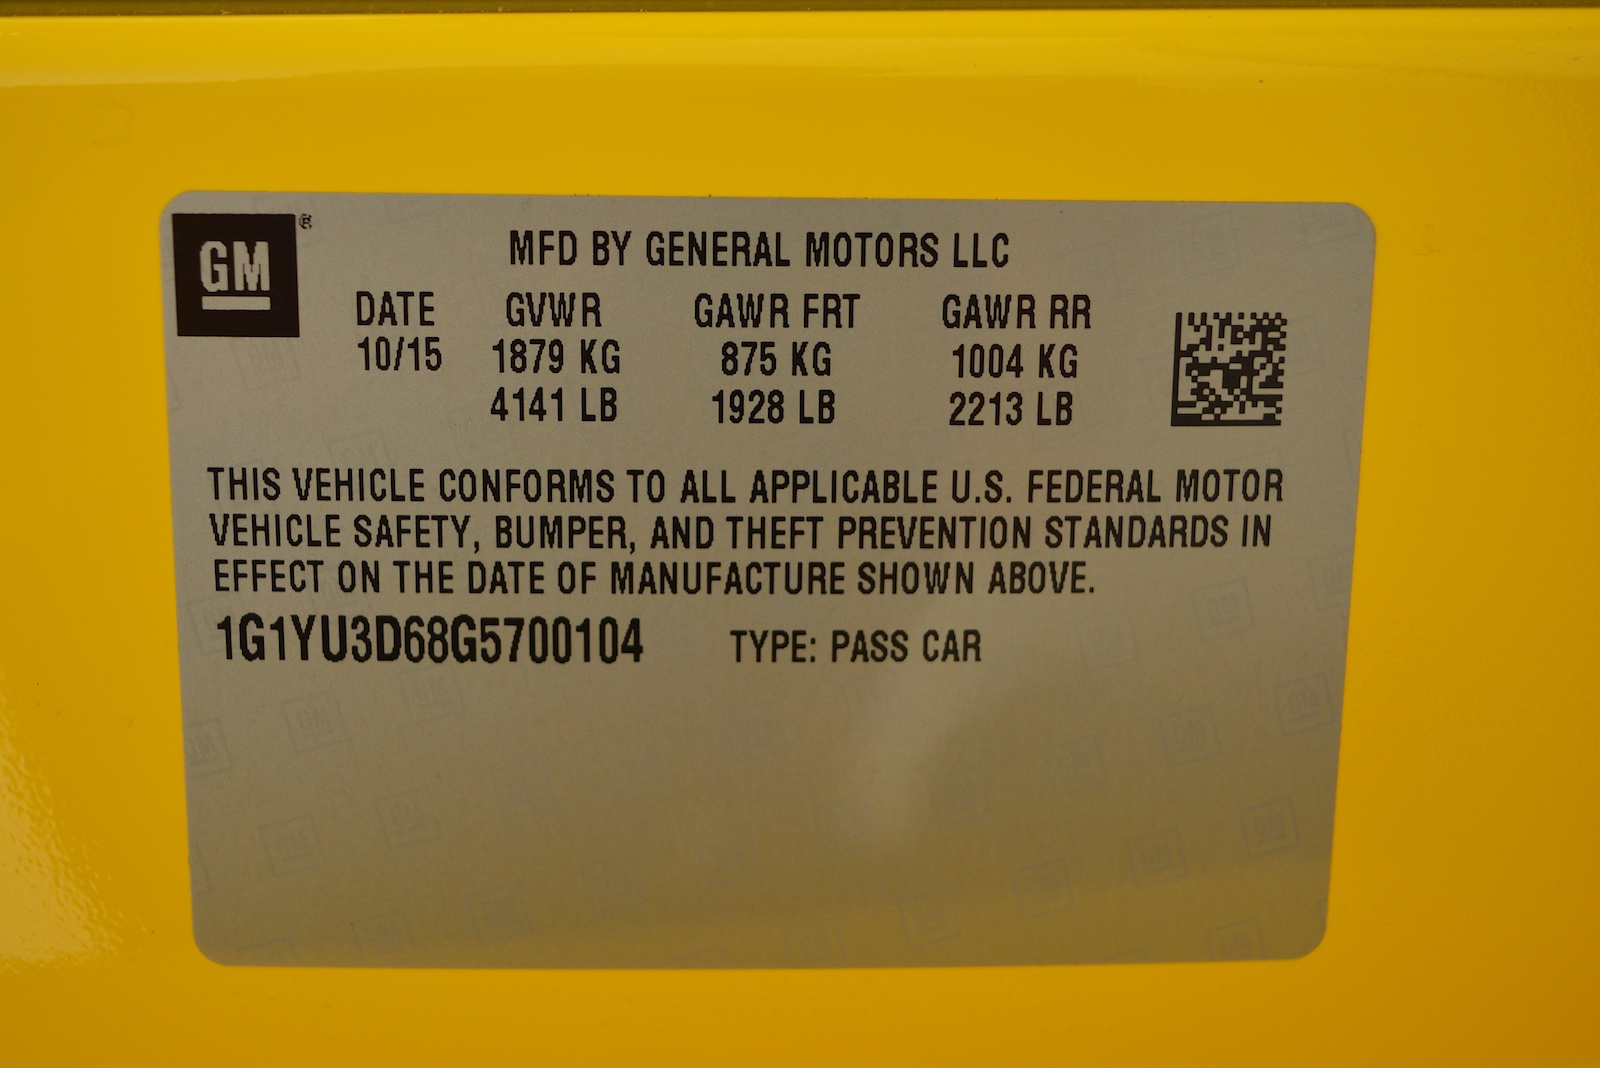 GM ®
MFD BY GENERAL MOTORS LLC
DATE GVWR GAWR FRT GAWR RR
10/15 1879 KG 875 KG 1004 KG
4141 LB 1928 LB 2213 LB
THIS VEHICLE CONFORMS TO ALL APPLICABLE U.S. FEDERAL MOTOR
VEHICLE SAFETY, BUMPER, AND THEFT PREVENTION STANDARDS IN
EFFECT ON THE DATE OF MANUFACTURE SHOWN ABOVE.
1G1YU3D68G5700104 TYPE: PASS CAR